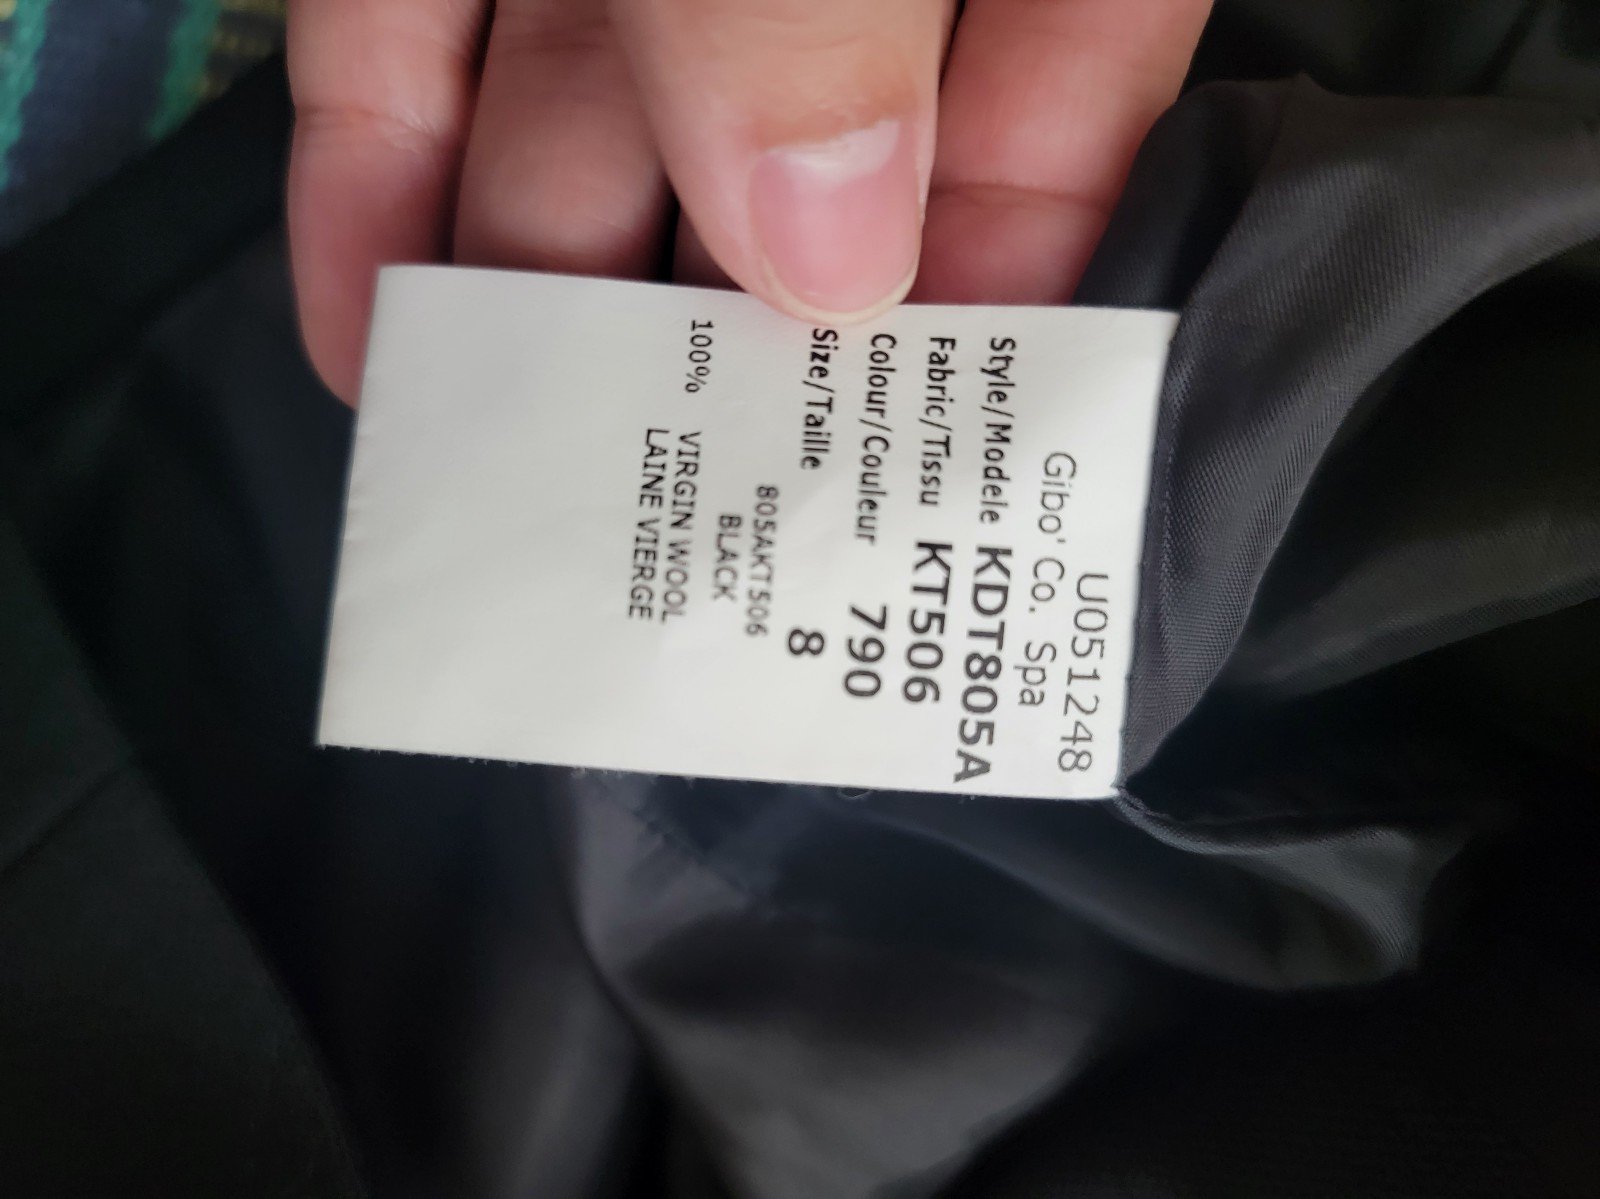 U051248
Gibo' Co. Spa
Style/Modele KDT805A
Fabric/Tissu KT506
Colour/Couleur 790
Size/Taille 8
805AKT506
BLACK
100% VIRGIN WOOL
LAINE VIERGE